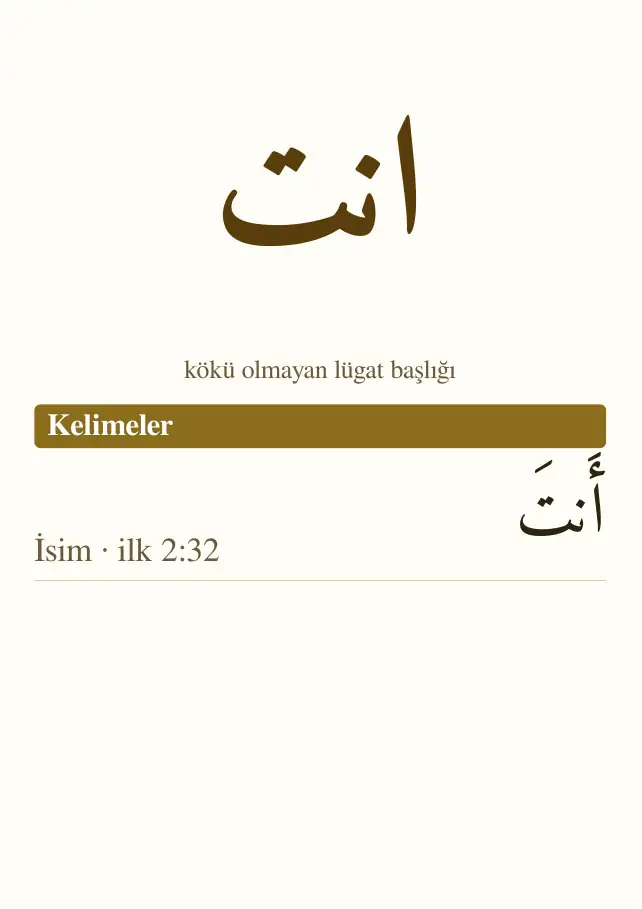 انت
kökü olmayan lügat başlığı
Kelimeler
أَنتَ
İsim · ilk 2:32